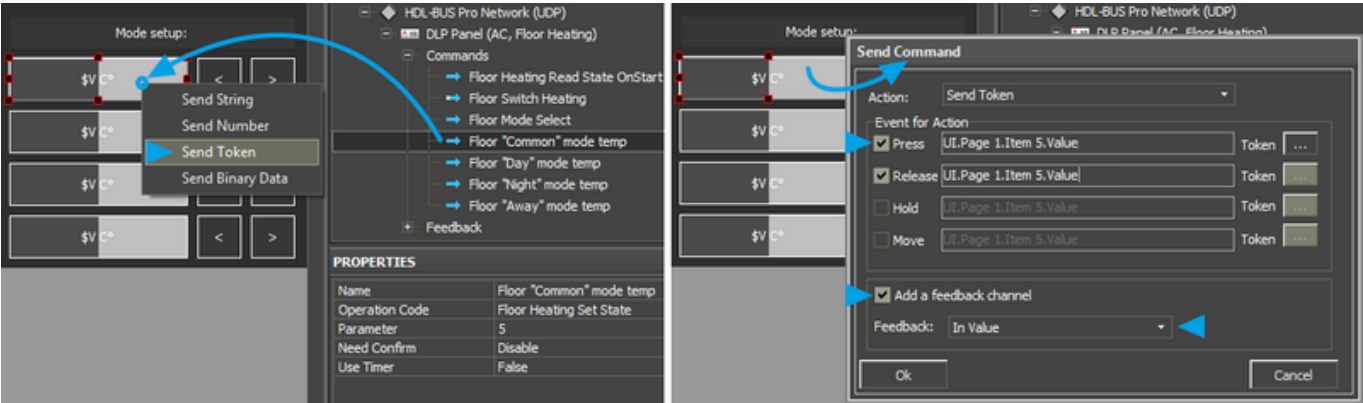 HDL-BUS Pro Network (UDP)
DLP Panel (AC, Floor Heating)
Commands
Floor Heating Read State OnStart
Floor Switch Heating
Floor Mode Select
Floor "Common" mode temp
Floor "Day" mode temp
Floor "Night" mode temp
Floor "Away" mode temp
Feedback
Mode setup:
$V C°
< >
Send String
Send Number
Send Token
Send Binary Data
$V C°
$V C°
$V C°
< >
PROPERTIES
Name Floor "Common" mode temp
Operation Code Floor Heating Set State
Parameter 5
Need Confirm Disable
Use Timer False
HDL-BUS Pro Network (UDP)
DLP Panel (AC, Floor Heating)
Mode setup:
$V C°
$V C°
$V C°
$V C°
Send Command
Action: Send Token
Event for Action
Press UI.Page 1.Item 5.Value Token ...
Release UI.Page 1.Item 5.Value Token ...
Hold UI.Page 1.Item 5.Value Token ...
Move UI.Page 1.Item 5.Value Token ...
Add a feedback channel
Feedback: In Value
Ok Cancel